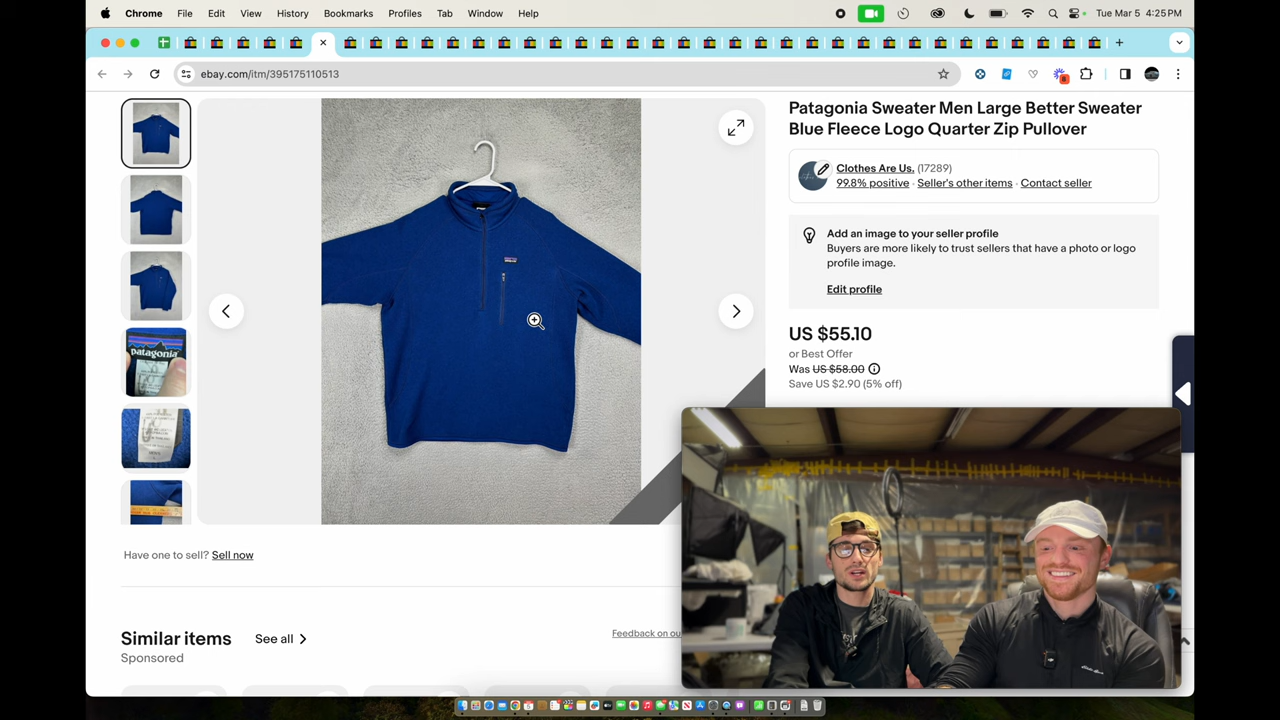 Chrome File Edit View History Bookmarks Profiles Tab Window Help
Tue Mar 5 4:25 PM
ebay.com/itm/395175110513
Patagonia Sweater Men Large Better Sweater
Blue Fleece Logo Quarter Zip Pullover
Clothes Are Us. (17289)
99.8% positive · Seller's other items · Contact seller
Add an image to your seller profile
Buyers are more likely to trust sellers that have a photo or logo
profile image.
Edit profile
US $55.10
or Best Offer
Was US $58.00
Save US $2.90 (5% off)
patagonia
Have one to sell? Sell now
Similar items See all
Feedback on ou
Sponsored